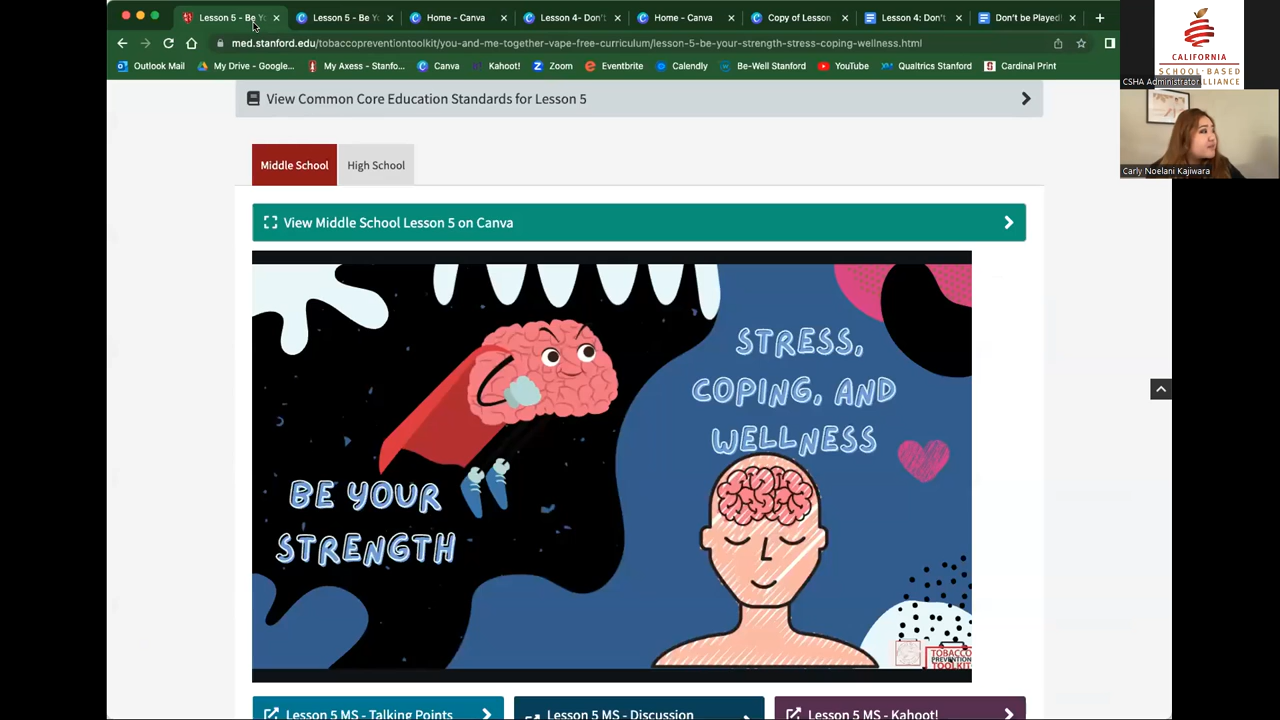 Lesson 5 - Be Yo
Lesson 5 - Be Yo
Home - Canva
Lesson 4- Don't
Home - Canva
Copy of Lesson
Lesson 4: Don't
Don't be Played!
med.stanford.edu/tobaccopreventiontoolkit/you-and-me-together-vape-free-curriculum/lesson-5-be-your-strength-stress-coping-wellness.html
Outlook Mail
My Drive - Google...
My Axess - Stanfo...
Canva
Zoom
Eventbrite
Calendly
Be-Well Stanford
YouTube
Qualtrics Stanford
Cardinal Print
CALIFORNIA
SCHOOL-BASED
CSHA Administrator
Carly Noelani Kajiwara
View Common Core Education Standards for Lesson 5
Middle School
High School
View Middle School Lesson 5 on Canva
BE YOUR
STRENGTH
STRESS,
COPING, AND
WELLNESS
TOBACCO
PREVENTION
TOOLKIT
Lesson 5 MS - Talking Points
Lesson 5 MS - Discussion
Lesson 5 MS - Kahoot!